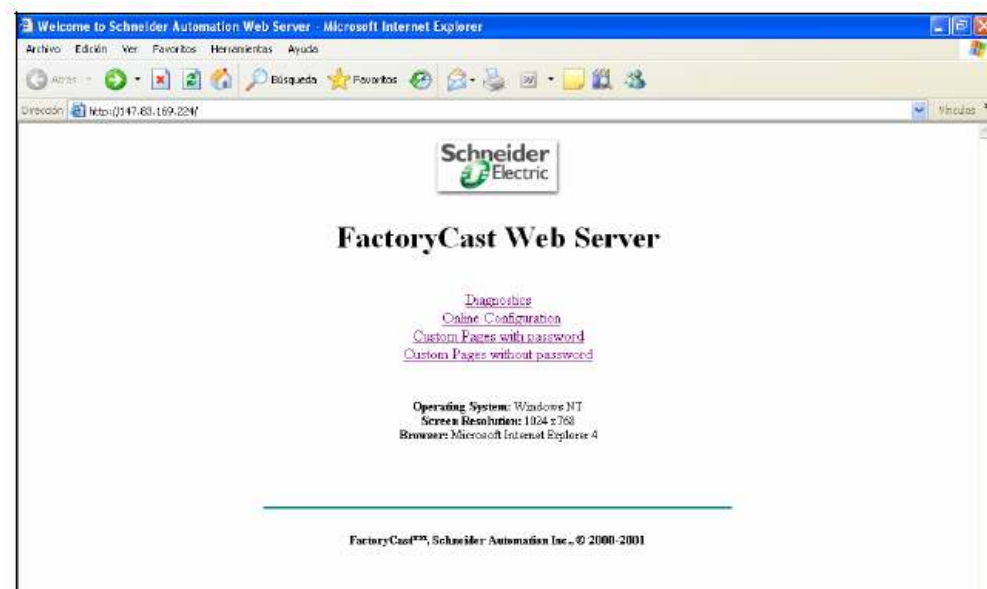 Welcome to Schneider Automation Web Server - Microsoft Internet Explorer
Archivo Edición Ver Favoritos Herramientas Ayuda
Atrás Búsqueda Favoritos
Dirección http://147.83.169.224/ Vínculos
Schneider
Electric
FactoryCast Web Server
Diagnostics
Online Configuration
Custom Pages with password
Custom Pages without password
Operating System: Windows NT
Screen Resolution: 1024 x 768
Browser: Microsoft Internet Explorer 4
FactoryCast™, Schneider Automation Inc., © 2000-2001